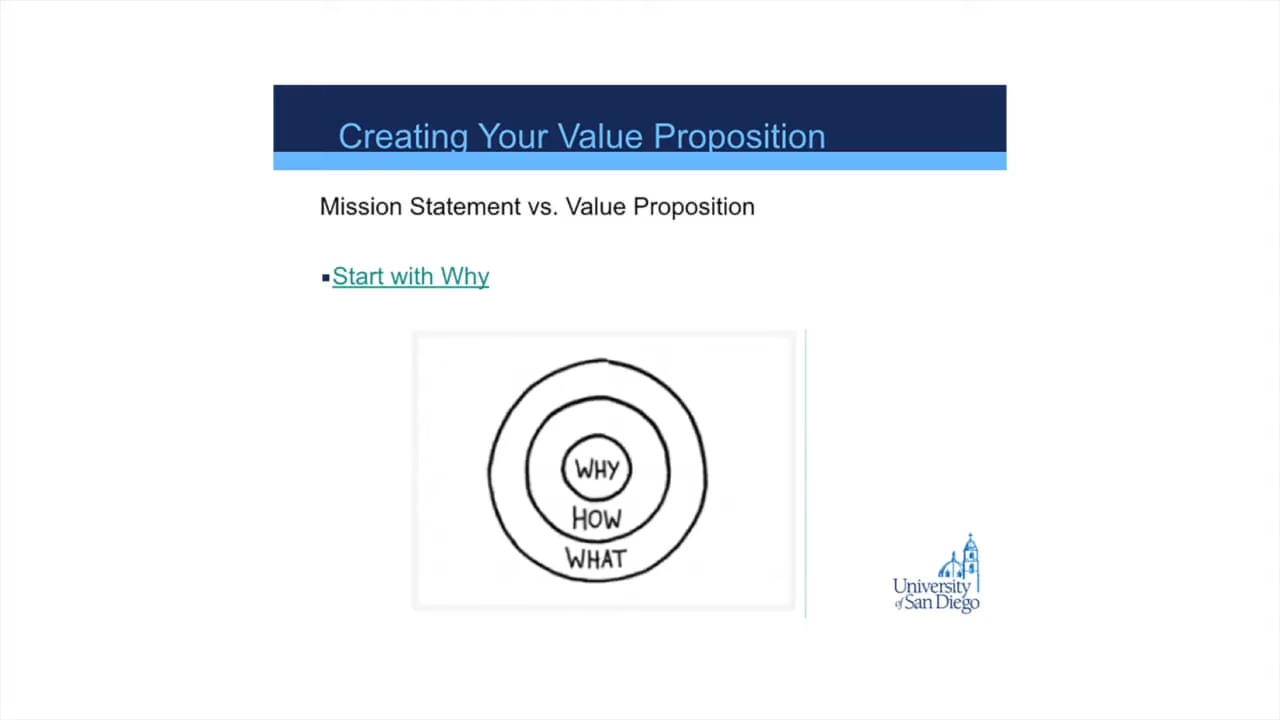 Creating Your Value Proposition
Mission Statement vs. Value Proposition
Start with Why
WHY
HOW
WHAT
University
of San Diego